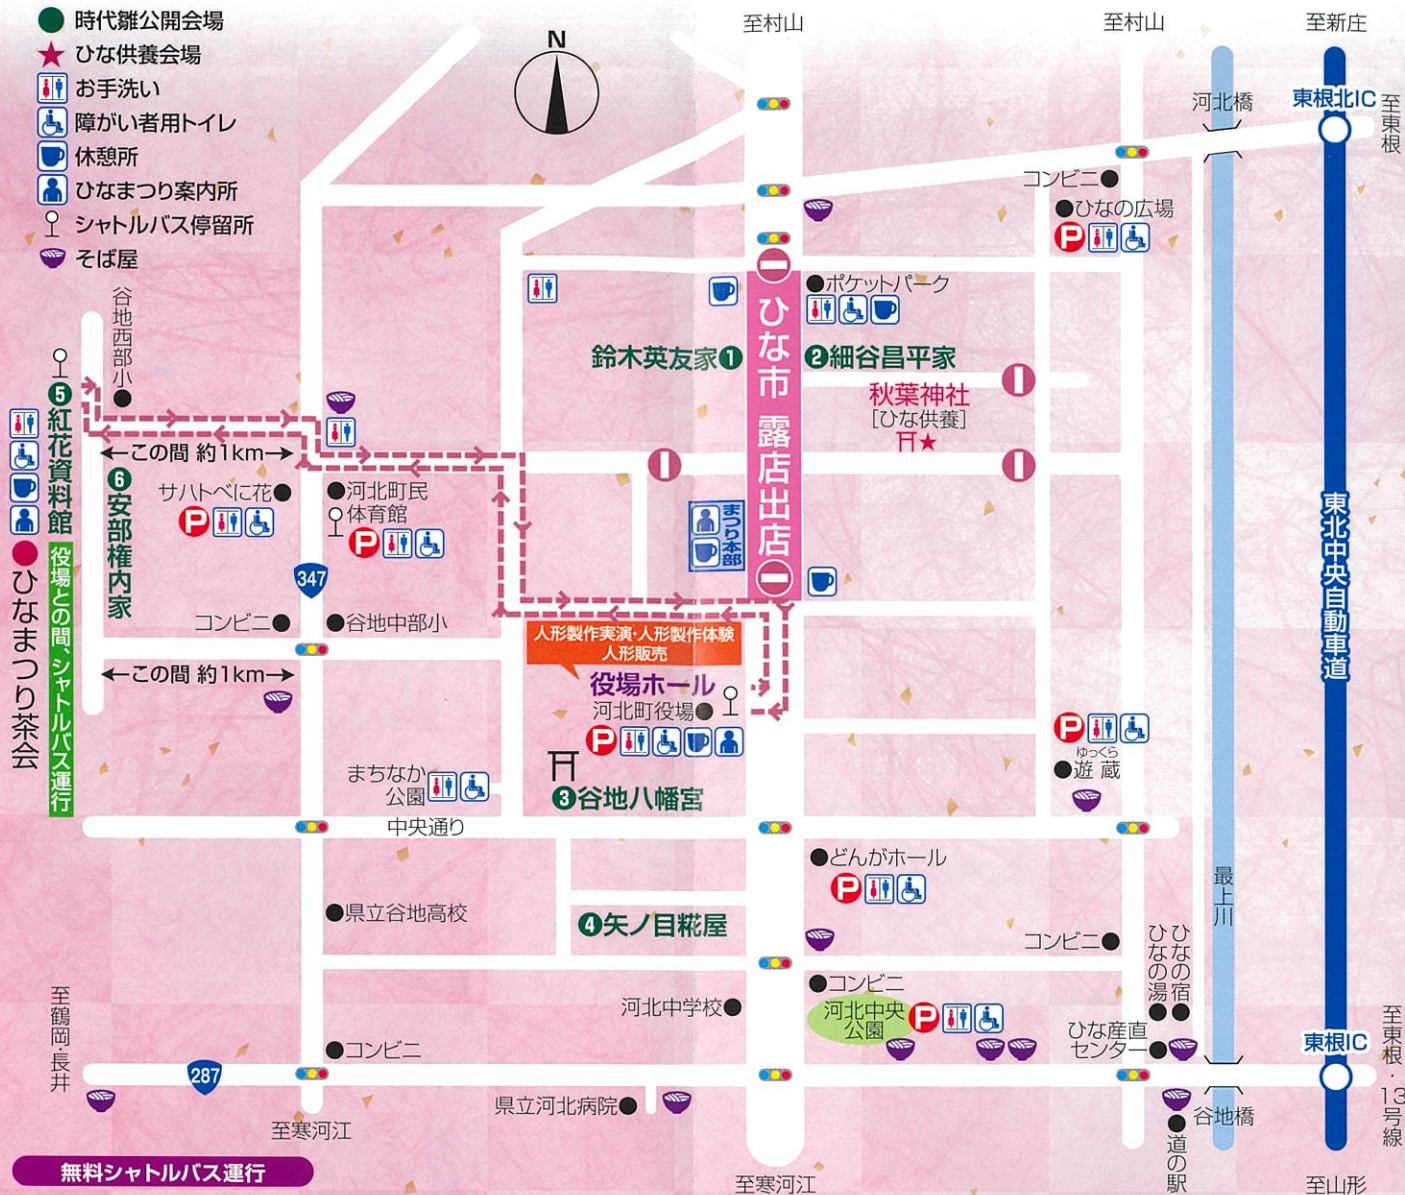 時代雛公開会場
ひな供養会場
お手洗い
障がい者用トイレ
休憩所
ひなまつり案内所
シャトルバス停留所
そば屋
N
至村山
至村山
至新庄
河北橋
東根北IC
至東根
コンビニ
ひなの広場
P
ポケットパーク
谷地西部小
ひな市 露店出店
鈴木英友家❶
❷細谷昌平家
秋葉神社
[ひな供養]
❺紅花資料館
←この間 約1km→
❻安部権内家
サハトべに花
P
河北町民
体育館
P
まつり本部
東北中央自動車道
役場との間、シャトルバス運行
ひなまつり茶会
347
コンビニ
谷地中部小
人形製作実演・人形製作体験
人形販売
←この間 約1km→
役場ホール
河北町役場
P
P
ゆっくら
遊蔵
まちなか
公園
❸谷地八幡宮
中央通り
どんがホール
P
最上川
県立谷地高校
❹矢ノ目糀屋
コンビニ
ひなの湯
ひなの宿
コンビニ
河北中学校
河北中央
公園
P
ひな産直
センター
至鶴岡・長井
コンビニ
東根IC
至東根・13号線
287
県立河北病院
谷地橋
道の駅
至寒河江
至寒河江
至山形
無料シャトルバス運行